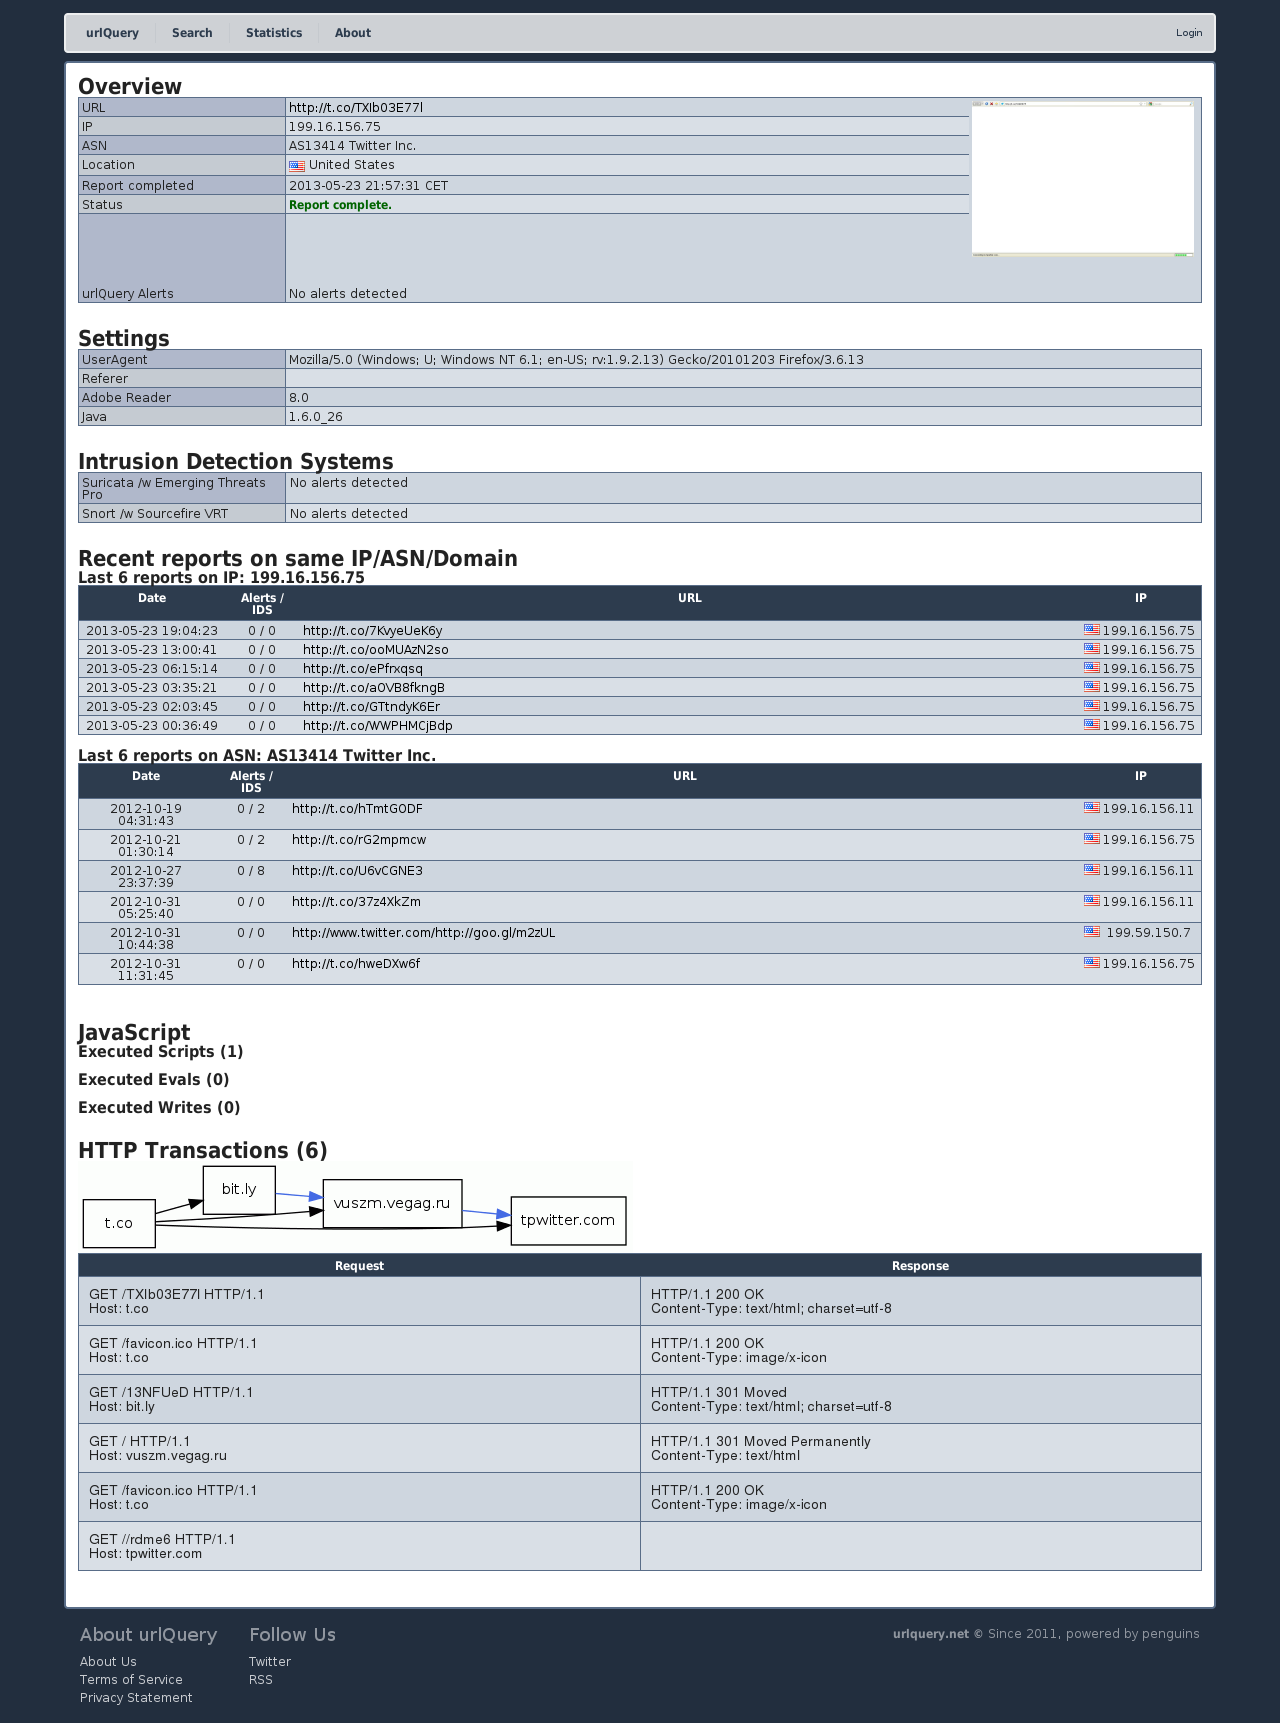 urlQuery Search Statistics About Login
Overview
URL http://t.co/TXlb03E77l
IP 199.16.156.75
ASN AS13414 Twitter Inc.
Location United States
Report completed 2013-05-23 21:57:31 CET
Status Report complete.
urlQuery Alerts No alerts detected
Settings
UserAgent Mozilla/5.0 (Windows; U; Windows NT 6.1; en-US; rv:1.9.2.13) Gecko/20101203 Firefox/3.6.13
Referer
Adobe Reader 8.0
Java 1.6.0_26
Intrusion Detection Systems
Suricata /w Emerging Threats Pro No alerts detected
Snort /w Sourcefire VRT No alerts detected
Recent reports on same IP/ASN/Domain
Last 6 reports on IP: 199.16.156.75
Date Alerts / IDS URL IP
2013-05-23 19:04:23 0 / 0 http://t.co/7KvyeUeK6y 199.16.156.75
2013-05-23 13:00:41 0 / 0 http://t.co/ooMUAzN2so 199.16.156.75
2013-05-23 06:15:14 0 / 0 http://t.co/ePfrxqsq 199.16.156.75
2013-05-23 03:35:21 0 / 0 http://t.co/aOVB8fkngB 199.16.156.75
2013-05-23 02:03:45 0 / 0 http://t.co/GTtndyK6Er 199.16.156.75
2013-05-23 00:36:49 0 / 0 http://t.co/WWPHMCjBdp 199.16.156.75
Last 6 reports on ASN: AS13414 Twitter Inc.
Date Alerts / IDS URL IP
2012-10-19 04:31:43 0 / 2 http://t.co/hTmtGODF 199.16.156.11
2012-10-21 01:30:14 0 / 2 http://t.co/rG2mpmcw 199.16.156.75
2012-10-27 23:37:39 0 / 8 http://t.co/U6vCGNE3 199.16.156.11
2012-10-31 05:25:40 0 / 0 http://t.co/37z4XkZm 199.16.156.11
2012-10-31 10:44:38 0 / 0 http://www.twitter.com/http://goo.gl/m2zUL 199.59.150.7
2012-10-31 11:31:45 0 / 0 http://t.co/hweDXw6f 199.16.156.75
JavaScript
Executed Scripts (1)
Executed Evals (0)
Executed Writes (0)
HTTP Transactions (6)
t.co bit.ly vuszm.vegag.ru tpwitter.com
Request Response
GET /TXlb03E77l HTTP/1.1 HTTP/1.1 200 OK
Host: t.co Content-Type: text/html; charset=utf-8
GET /favicon.ico HTTP/1.1 HTTP/1.1 200 OK
Host: t.co Content-Type: image/x-icon
GET /13NFUeD HTTP/1.1 HTTP/1.1 301 Moved
Host: bit.ly Content-Type: text/html; charset=utf-8
GET / HTTP/1.1 HTTP/1.1 301 Moved Permanently
Host: vuszm.vegag.ru Content-Type: text/html
GET /favicon.ico HTTP/1.1 HTTP/1.1 200 OK
Host: t.co Content-Type: image/x-icon
GET //rdme6 HTTP/1.1
Host: tpwitter.com
About urlQuery Follow Us urlquery.net © Since 2011, powered by penguins
About Us Twitter
Terms of Service RSS
Privacy Statement